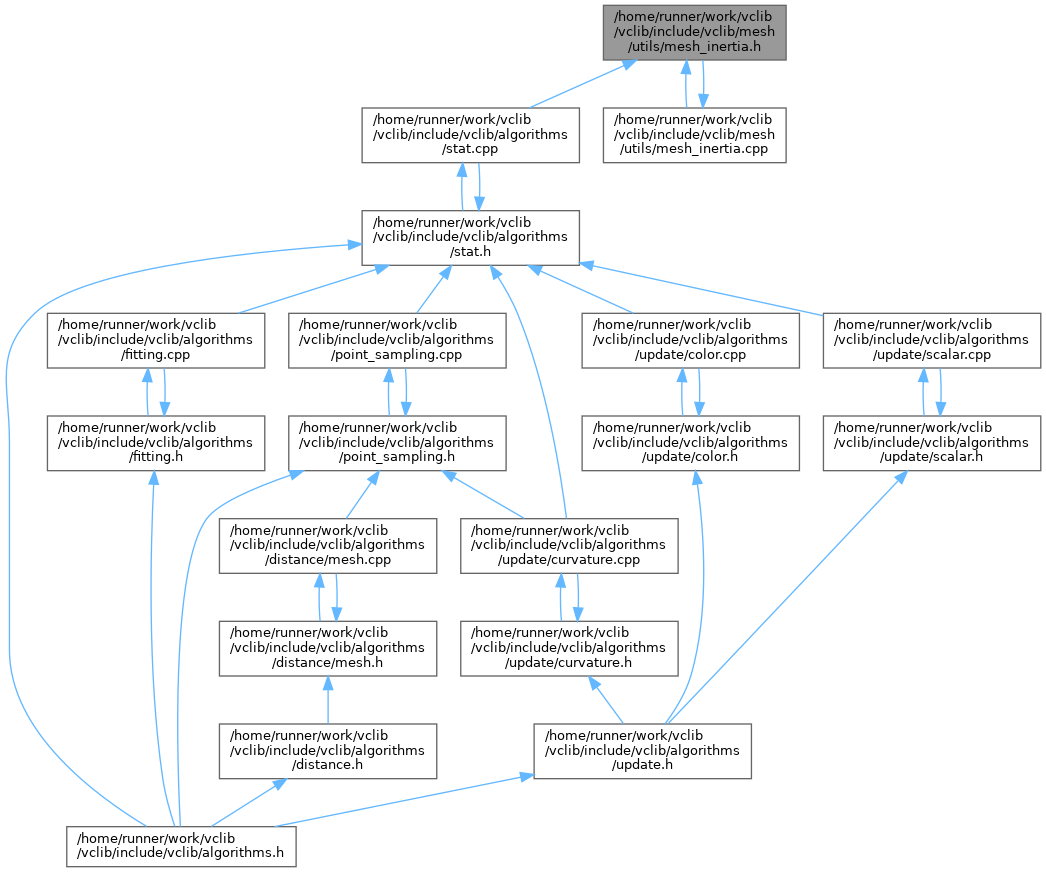 /home/runner/work/vclib
/vclib/include/vclib/mesh
/utils/mesh_inertia.h
/home/runner/work/vclib
/vclib/include/vclib/algorithms
/stat.cpp
/home/runner/work/vclib
/vclib/include/vclib/mesh
/utils/mesh_inertia.cpp
/home/runner/work/vclib
/vclib/include/vclib/algorithms
/stat.h
/home/runner/work/vclib
/vclib/include/vclib/algorithms
/fitting.cpp
/home/runner/work/vclib
/vclib/include/vclib/algorithms
/point_sampling.cpp
/home/runner/work/vclib
/vclib/include/vclib/algorithms
/update/color.cpp
/home/runner/work/vclib
/vclib/include/vclib/algorithms
/update/scalar.cpp
/home/runner/work/vclib
/vclib/include/vclib/algorithms
/fitting.h
/home/runner/work/vclib
/vclib/include/vclib/algorithms
/point_sampling.h
/home/runner/work/vclib
/vclib/include/vclib/algorithms
/update/color.h
/home/runner/work/vclib
/vclib/include/vclib/algorithms
/update/scalar.h
/home/runner/work/vclib
/vclib/include/vclib/algorithms
/distance/mesh.cpp
/home/runner/work/vclib
/vclib/include/vclib/algorithms
/update/curvature.cpp
/home/runner/work/vclib
/vclib/include/vclib/algorithms
/distance/mesh.h
/home/runner/work/vclib
/vclib/include/vclib/algorithms
/update/curvature.h
/home/runner/work/vclib
/vclib/include/vclib/algorithms
/distance.h
/home/runner/work/vclib
/vclib/include/vclib/algorithms
/update.h
/home/runner/work/vclib
/vclib/include/vclib/algorithms.h